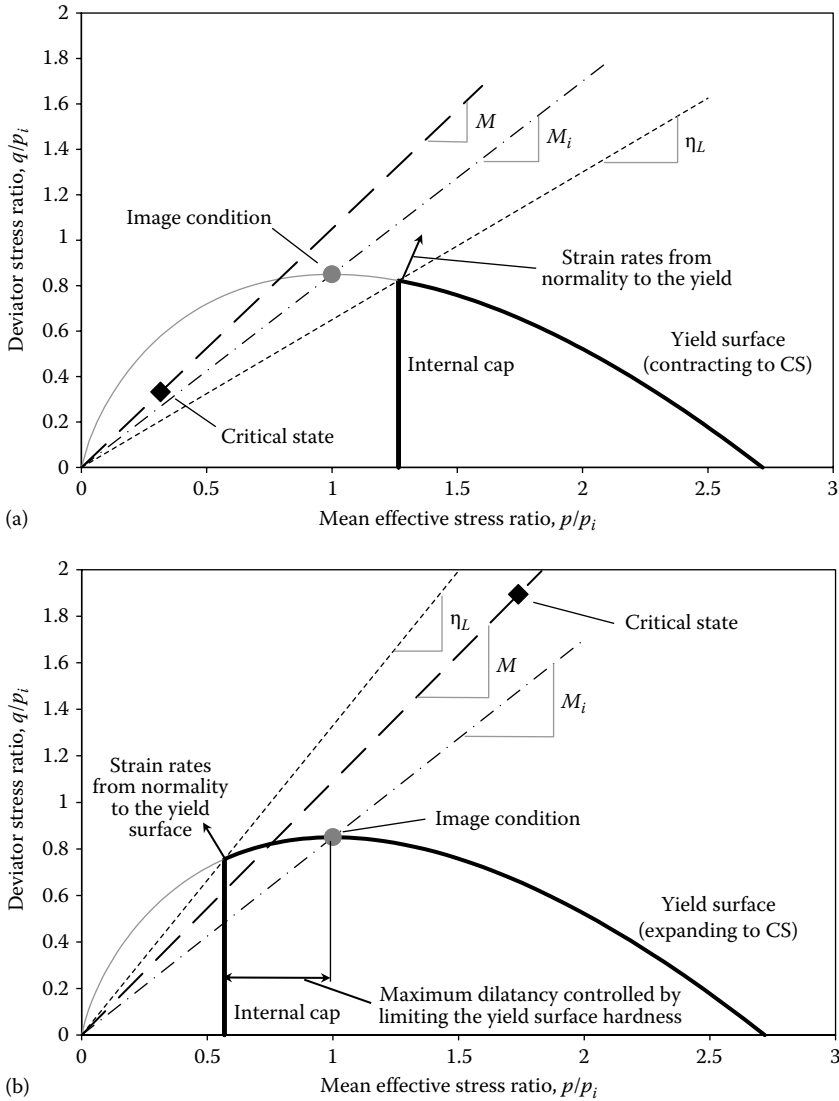 2
1.8
1.6
1.4
1.2
1
0.8
0.6
0.4
0.2
0
Deviator stress ratio, q/pᵢ
M
Mᵢ
η_L
Image condition
Strain rates from
normality to the yield
Internal cap
Yield surface
(contracting to CS)
Critical state
0 0.5 1 1.5 2 2.5 3
(a)
Mean effective stress ratio, p/pᵢ
2
1.8
1.6
1.4
1.2
1
0.8
0.6
0.4
0.2
0
Deviator stress ratio, q/pᵢ
η_L
Critical state
M
Mᵢ
Strain rates
from normality
to the yield
surface
Image condition
Yield surface
(expanding to CS)
Internal cap
Maximum dilatancy controlled by
limiting the yield surface hardness
0 0.5 1 1.5 2 2.5 3
(b)
Mean effective stress ratio, p/pᵢ